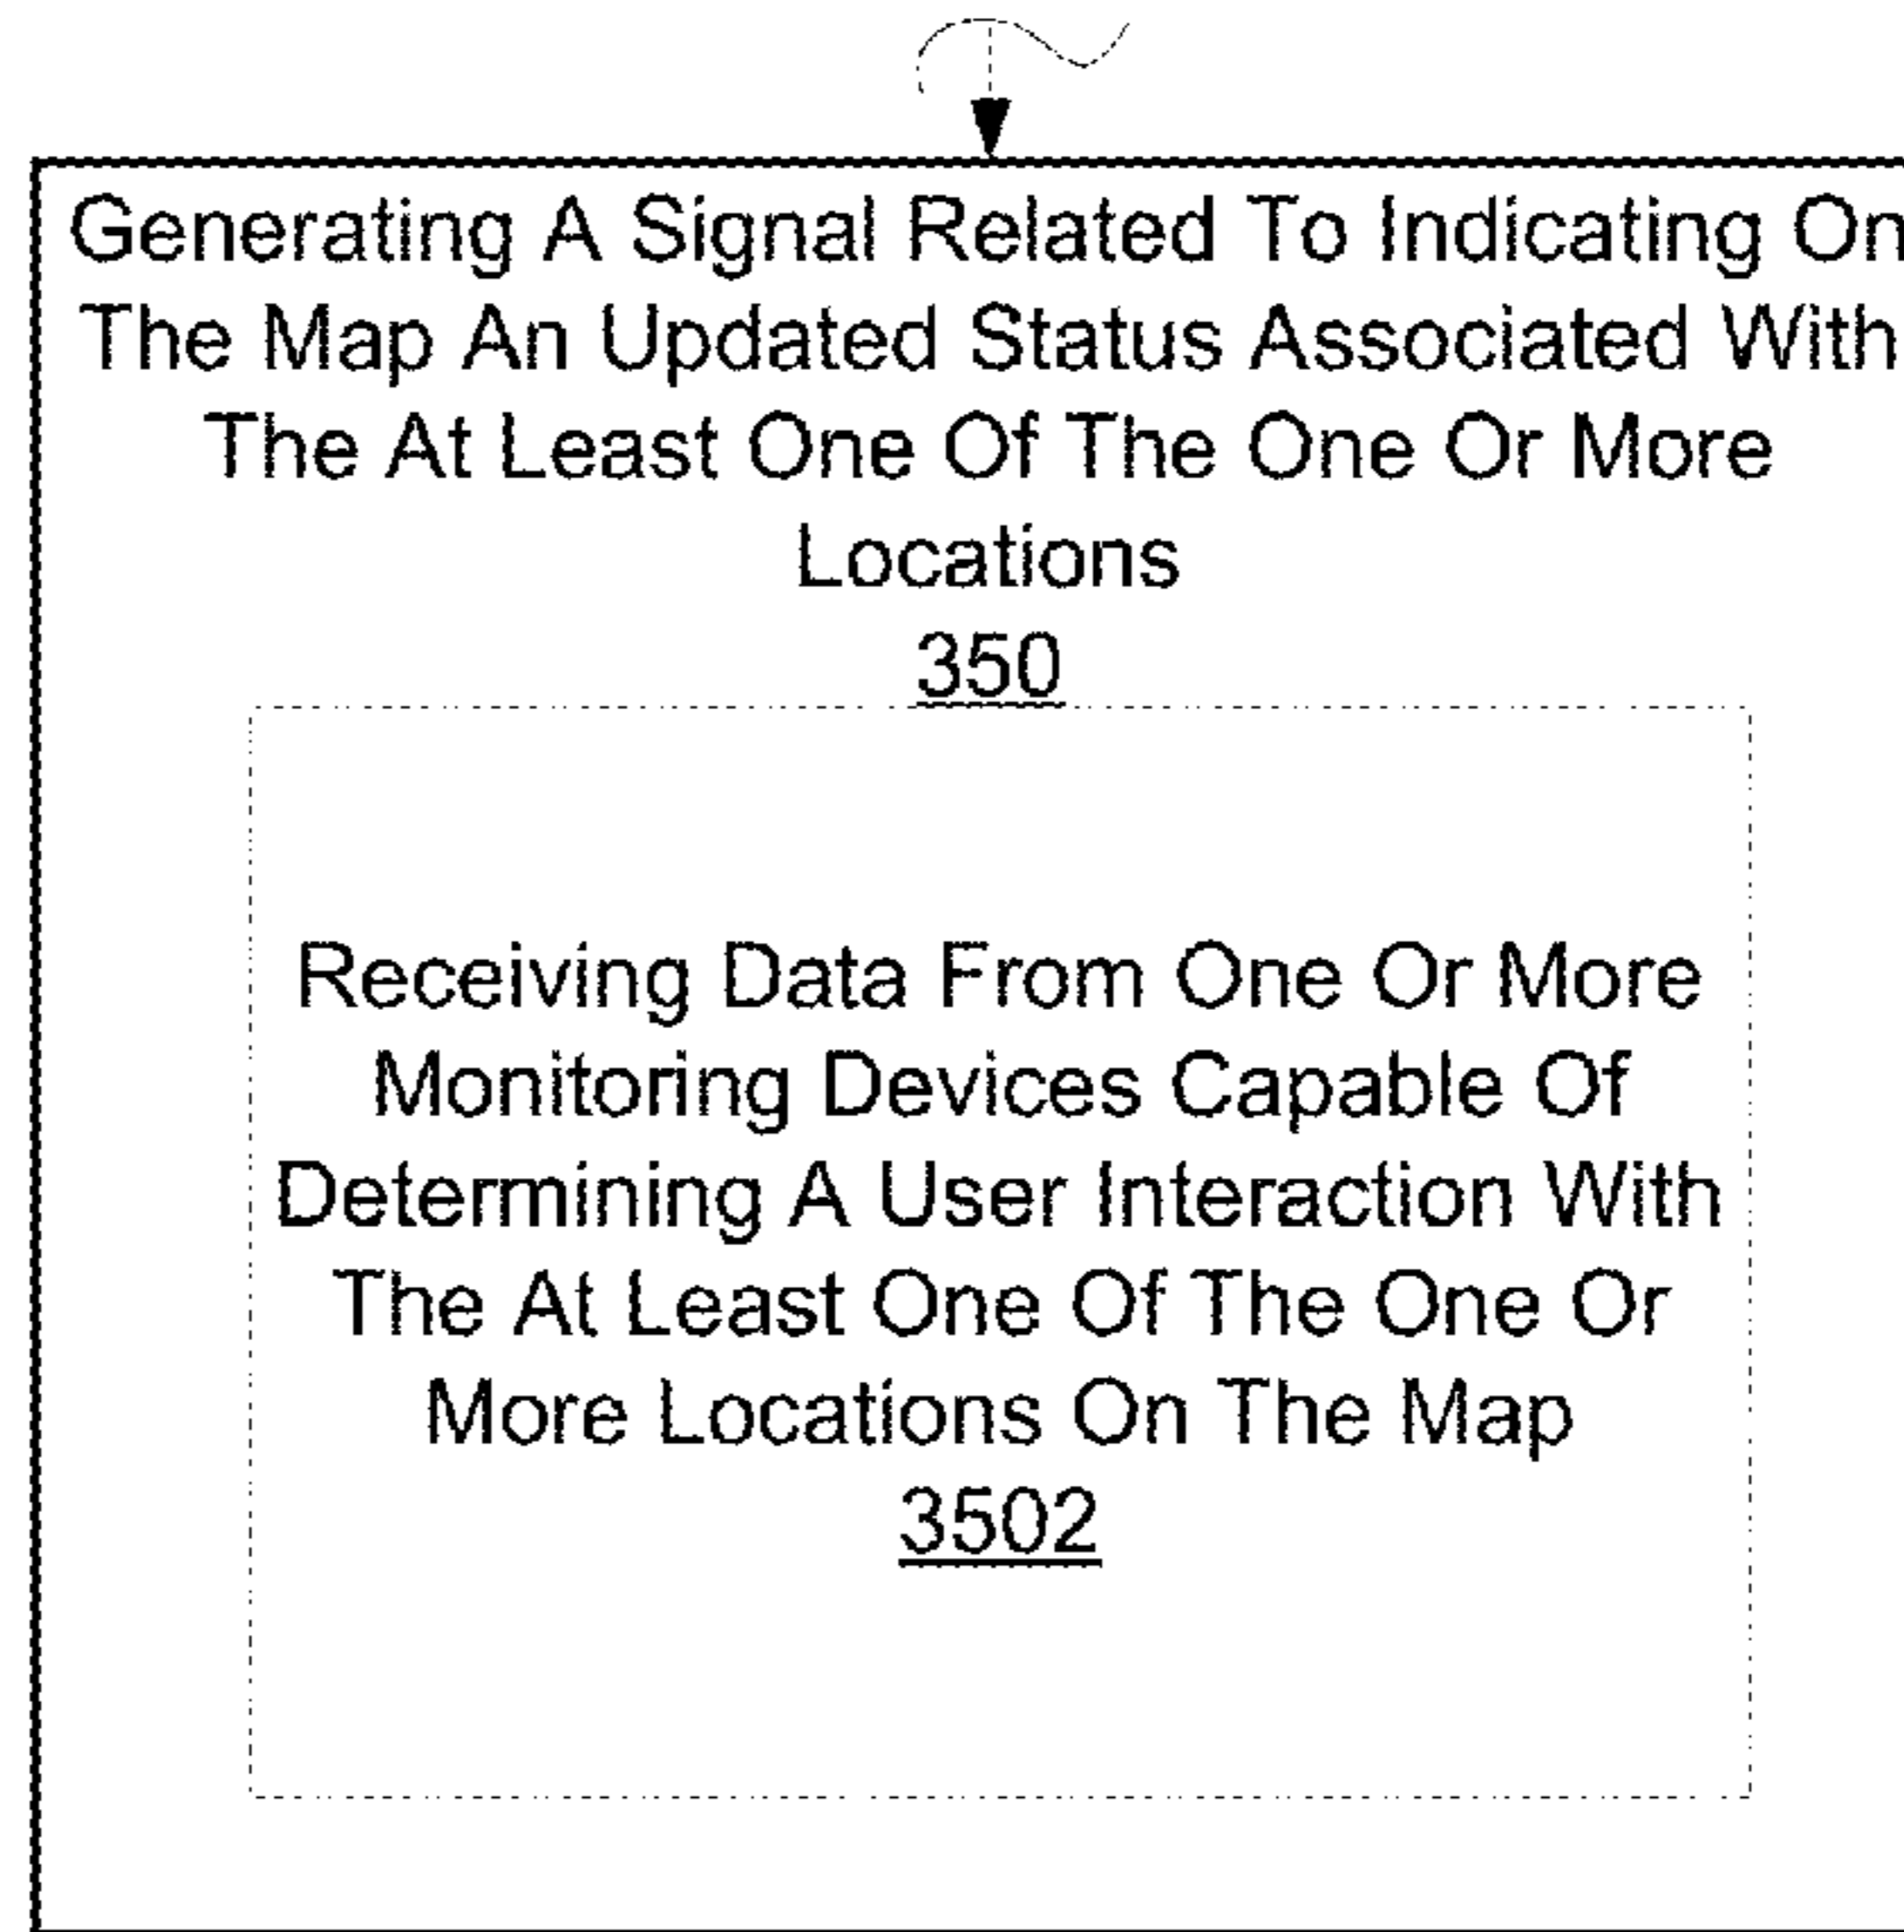 Generating A Signal Related To Indicating On
The Map An Updated Status Associated With
The At Least One Of The One Or More
Locations
350
Receiving Data From One Or More
Monitoring Devices Capable Of
Determining A User Interaction With
The At Least One Of The One Or
More Locations On The Map
3502